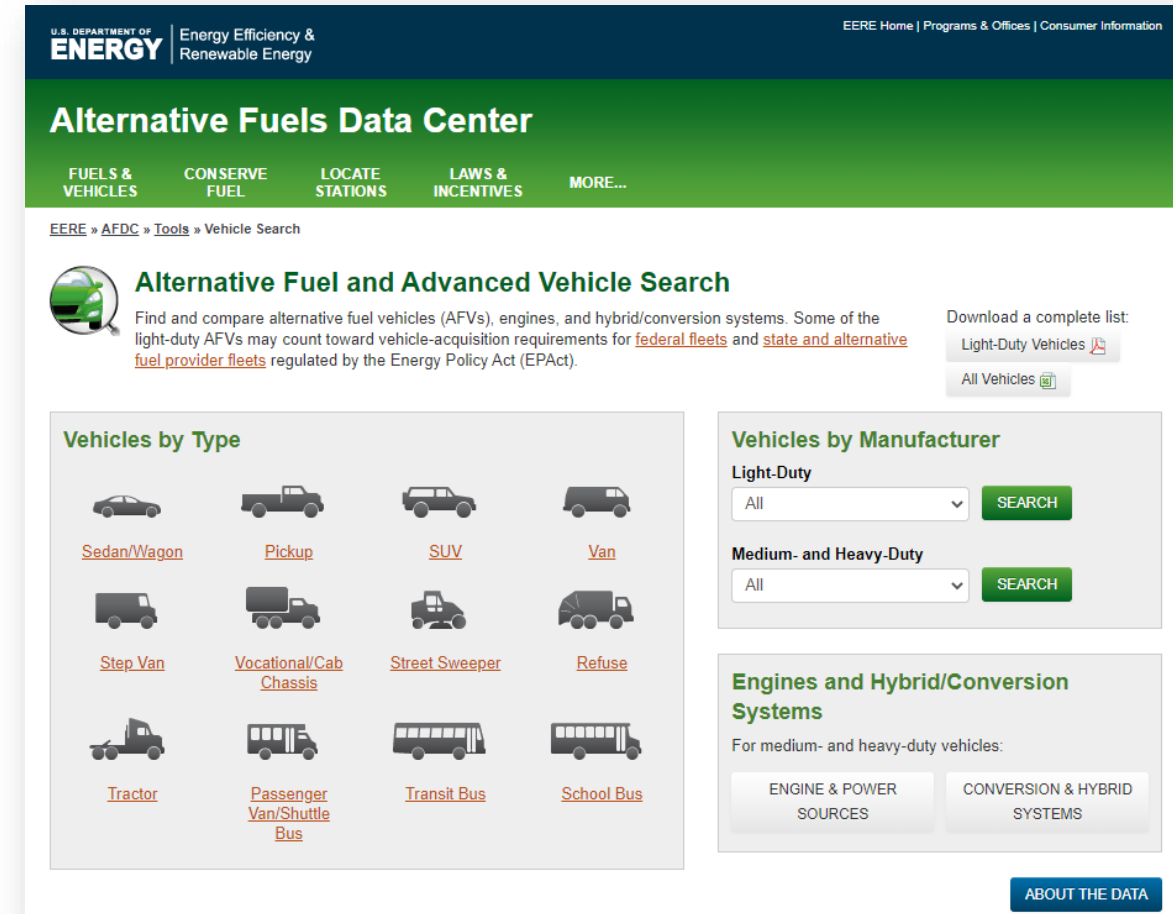 U.S. DEPARTMENT OF
ENERGY
Energy Efficiency &
Renewable Energy
EERE Home | Programs & Offices | Consumer Information
Alternative Fuels Data Center
FUELS &
VEHICLES
CONSERVE
FUEL
LOCATE
STATIONS
LAWS &
INCENTIVES
MORE...
EERE » AFDC » Tools » Vehicle Search
Alternative Fuel and Advanced Vehicle Search
Find and compare alternative fuel vehicles (AFVs), engines, and hybrid/conversion systems. Some of the
light-duty AFVs may count toward vehicle-acquisition requirements for federal fleets and state and alternative
fuel provider fleets regulated by the Energy Policy Act (EPAct).
Download a complete list:
Light-Duty Vehicles
All Vehicles
Vehicles by Type
Sedan/Wagon
Pickup
SUV
Van
Step Van
Vocational/Cab
Chassis
Street Sweeper
Refuse
Tractor
Passenger
Van/Shuttle
Bus
Transit Bus
School Bus
Vehicles by Manufacturer
Light-Duty
All
SEARCH
Medium- and Heavy-Duty
All
SEARCH
Engines and Hybrid/Conversion
Systems
For medium- and heavy-duty vehicles:
ENGINE & POWER
SOURCES
CONVERSION & HYBRID
SYSTEMS
ABOUT THE DATA